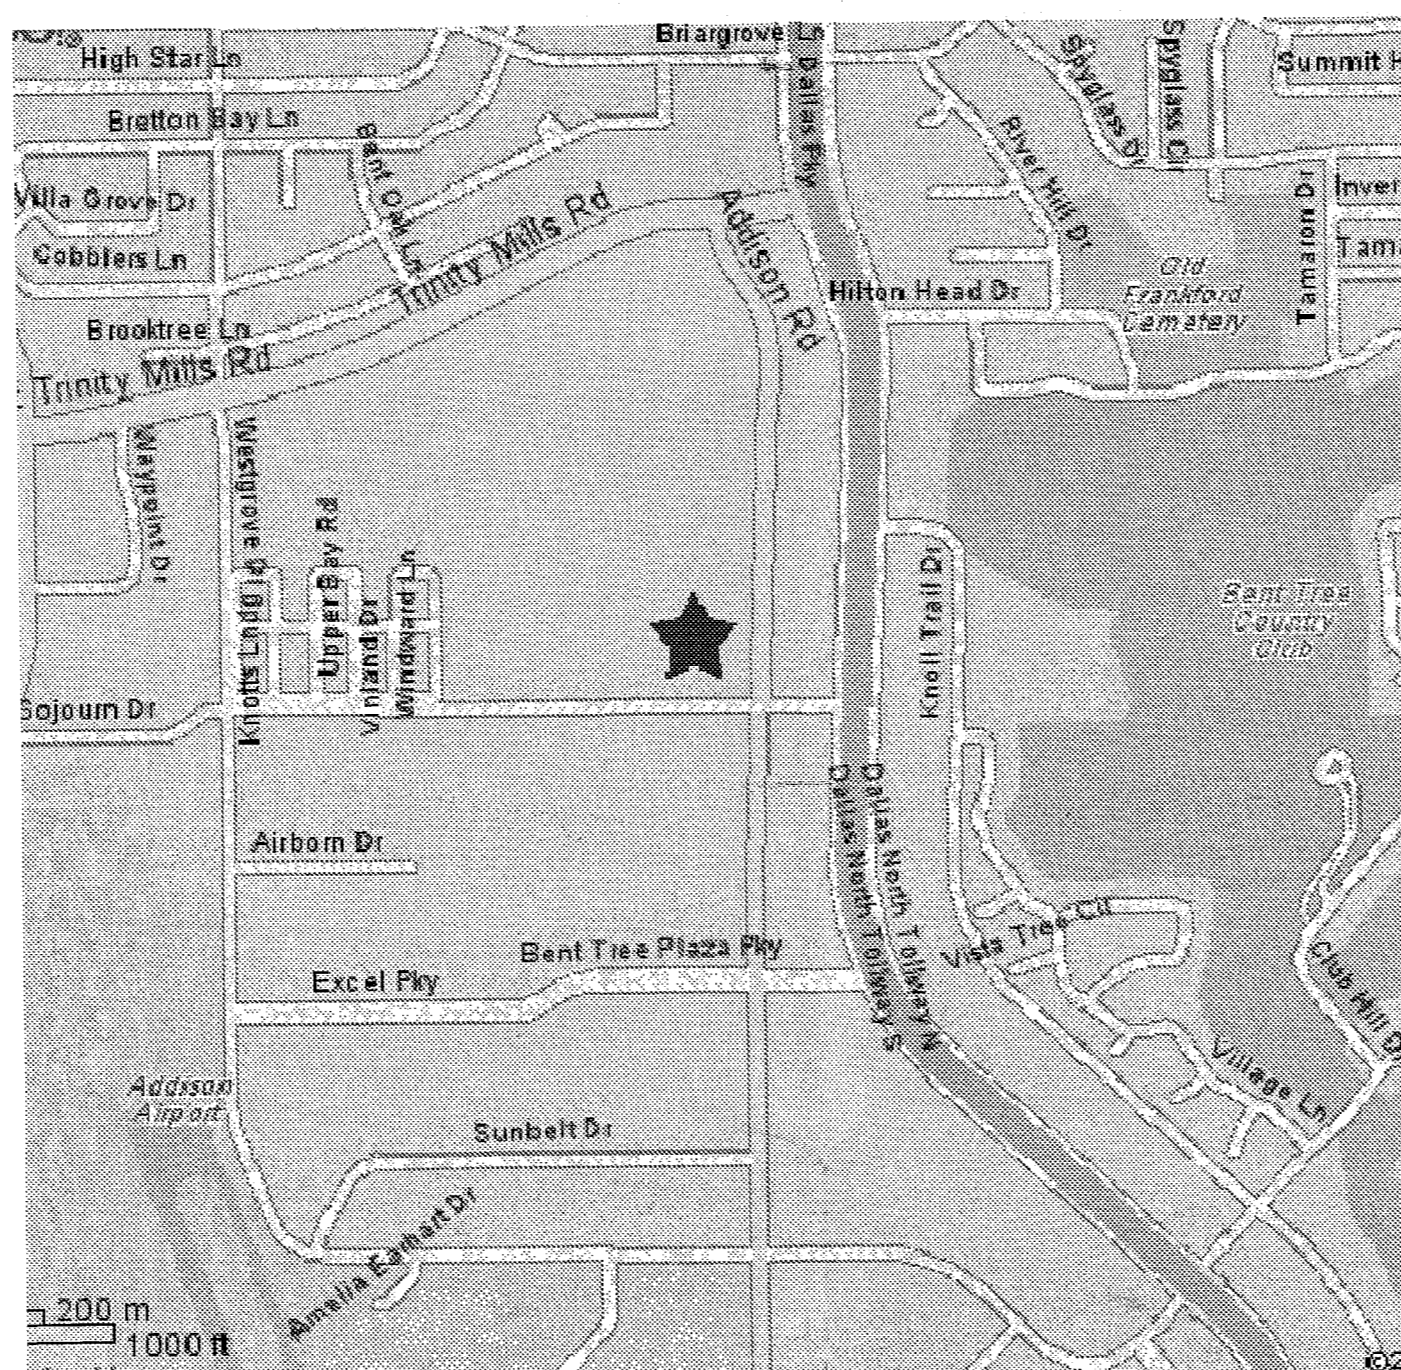 High Star Ln
Briargrove Ln
Dallas Pky
Spyglass Dr
Spyglass Cir
Summit H
Bretton Bay Ln
Bent Oak Ln
River Hill Dr
Villa Grove Dr
Trinity Mills Rd
Addison Rd
Tamaron Dr
Inver
Tama
Cobblers Ln
Hilton Head Dr
Old
Frankford
Cemetery
Brooktree Ln
Trinity Mills Rd
Waypoint Dr
Westgrove Dr
Upper Bay Rd
Knotts Lndg
Vinland Dr
Windward Ln
Knoll Trail Dr
Bent Tree
Country
Club
Sojourn Dr
Dallas North Tollway S
Dallas North Tollway N
Airborn Dr
Vista Tree Cir
Bent Tree Plaza Pky
Excel Pky
Club Hill D
Addison
Airport
Village Ln
Sunbelt Dr
Amelia Earhart Dr
200 m
1000 ft
©2